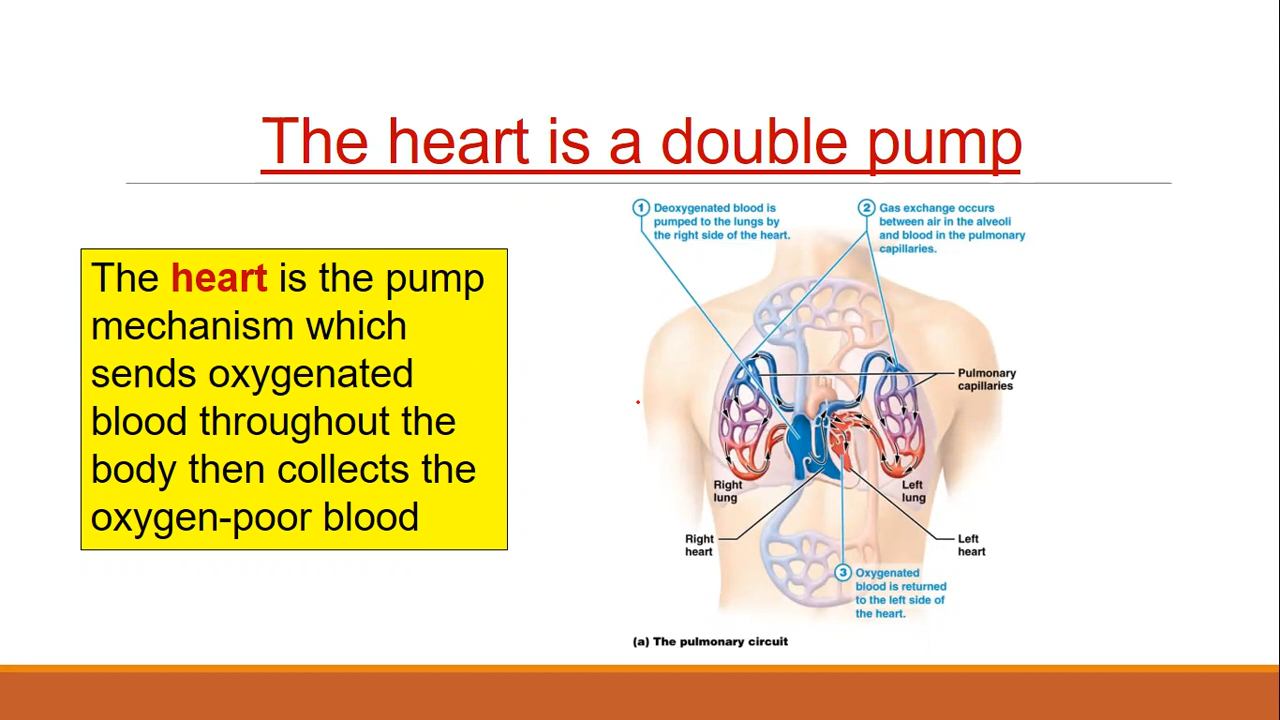 The heart is a double pump
The heart is the pump
mechanism which
sends oxygenated
blood throughout the
body then collects the
oxygen-poor blood
1 Deoxygenated blood is
pumped to the lungs by
the right side of the heart.
2 Gas exchange occurs
between air in the alveoli
and blood in the pulmonary
capillaries.
Pulmonary
capillaries
Right
lung
Left
lung
Right
heart
Left
heart
3 Oxygenated
blood is returned
to the left side of
the heart.
(a) The pulmonary circuit